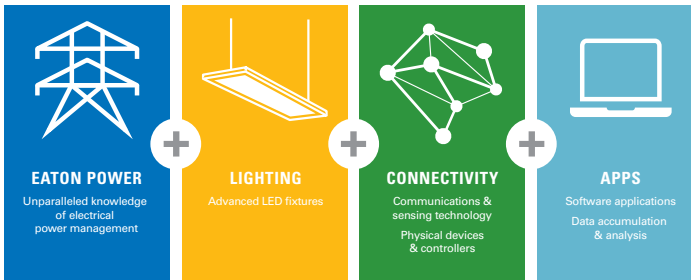 EATON POWER
Unparalleled knowledge
of electrical
power management
LIGHTING
Advanced LED fixtures
CONNECTIVITY
Communications &
sensing technology
Physical devices
& controllers
APPS
Software applications
Data accumulation
& analysis